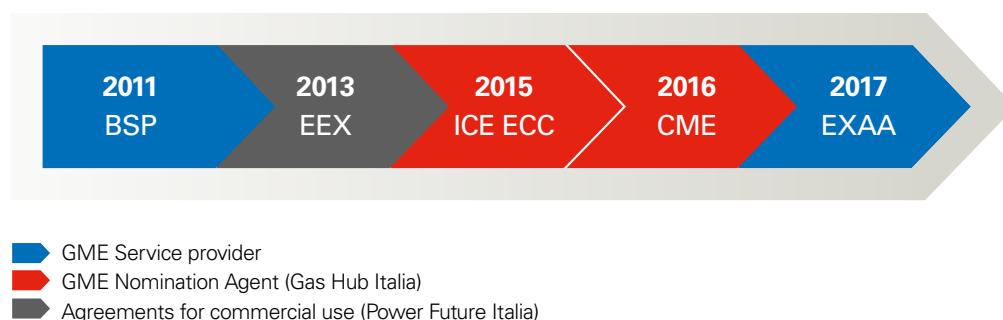 2011
BSP
2013
EEX
2015
ICE ECC
2016
CME
2017
EXAA
GME Service provider
GME Nomination Agent (Gas Hub Italia)
Agreements for commercial use (Power Future Italia)